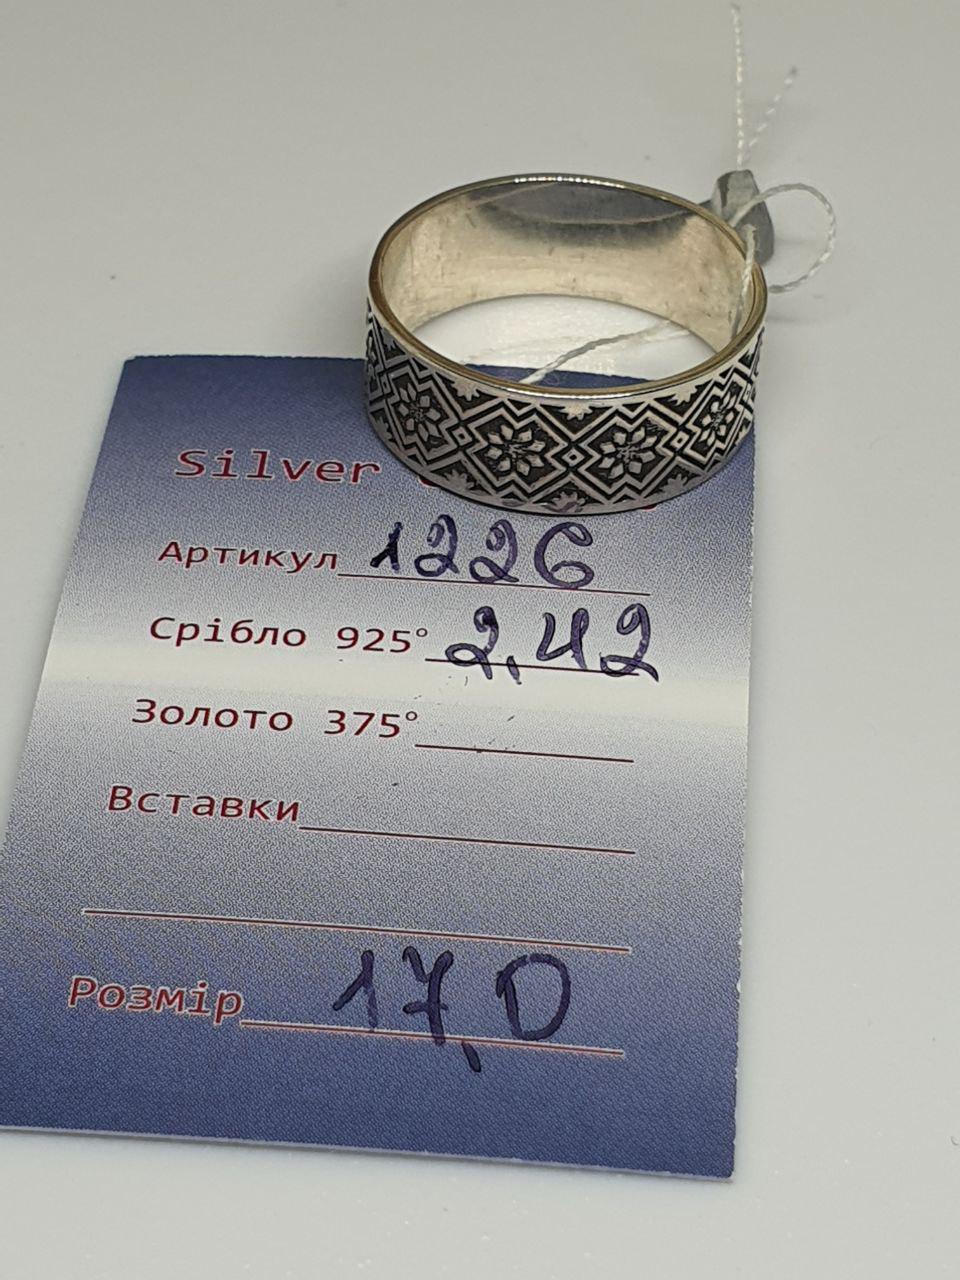 Silver
Артикул 1226
Срібло 925° 2,42
Золото 375°
Вставки
Розмір 17,0